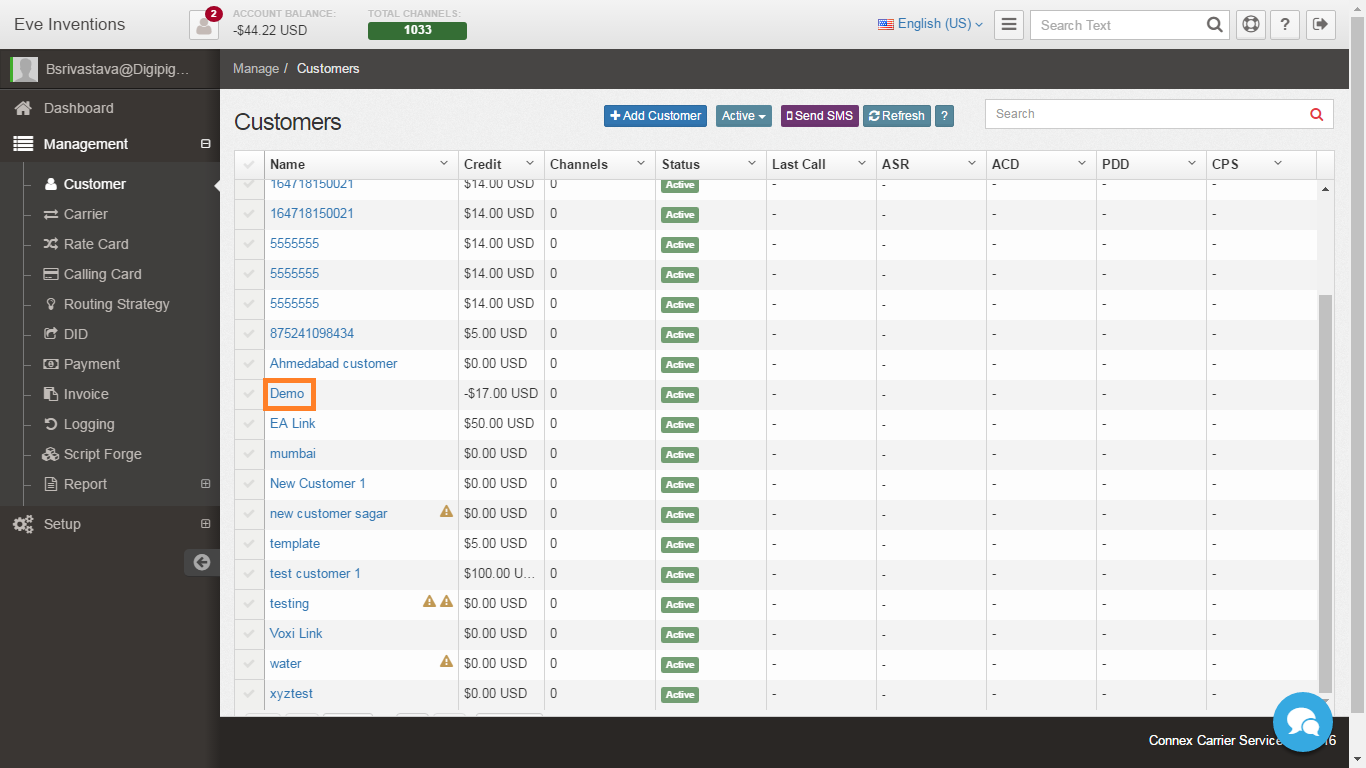 Eve Inventions
2
ACCOUNT BALANCE:
-$44.22 USD
TOTAL CHANNELS:
1033
English (US)
Search Text
?
Bsrivastava@Digipig...
Manage / Customers
Dashboard
Management
Customer
Carrier
Rate Card
Calling Card
Routing Strategy
DID
Payment
Invoice
Logging
Script Forge
Report
Setup
Customers
Add Customer
Active
Send SMS
Refresh
?
Search
Name Credit Channels Status Last Call ASR ACD PDD CPS
164718150021 $14.00 USD 0 Active - - - - -
164718150021 $14.00 USD 0 Active - - - - -
5555555 $14.00 USD 0 Active - - - - -
5555555 $14.00 USD 0 Active - - - - -
5555555 $14.00 USD 0 Active - - - - -
875241098434 $5.00 USD 0 Active - - - - -
Ahmedabad customer $0.00 USD 0 Active - - - - -
Demo -$17.00 USD 0 Active - - - - -
EA Link $50.00 USD 0 Active - - - - -
mumbai $0.00 USD 0 Active - - - - -
New Customer 1 $0.00 USD 0 Active - - - - -
new customer sagar $0.00 USD 0 Active - - - - -
template $5.00 USD 0 Active - - - - -
test customer 1 $100.00 U... 0 Active - - - - -
testing $0.00 USD 0 Active - - - - -
Voxi Link $0.00 USD 0 Active - - - - -
water $0.00 USD 0 Active - - - - -
xyztest $0.00 USD 0 Active - - - - -
Connex Carrier Service